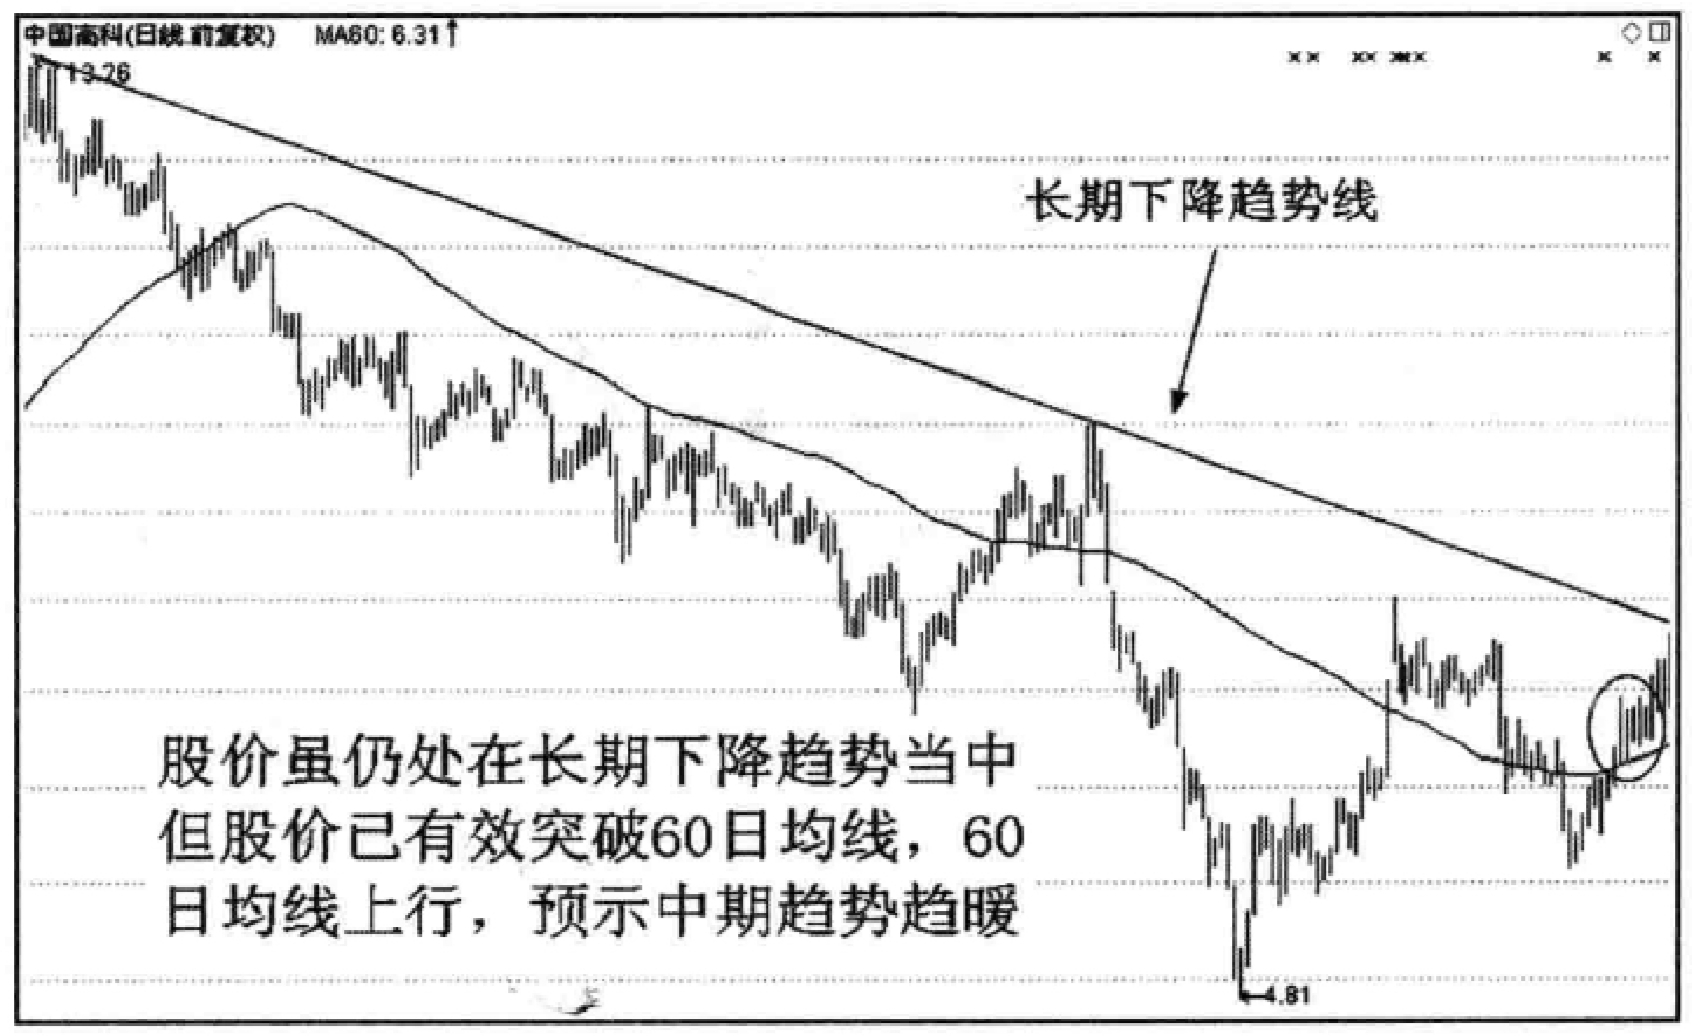 中国高科(日线 前复权) MA60: 6.31↑
13.76
长期下降趋势线
股价虽仍处在长期下降趋势当中
但股价已有效突破60日均线，60
日均线上行，预示中期趋势趋暖
4.81